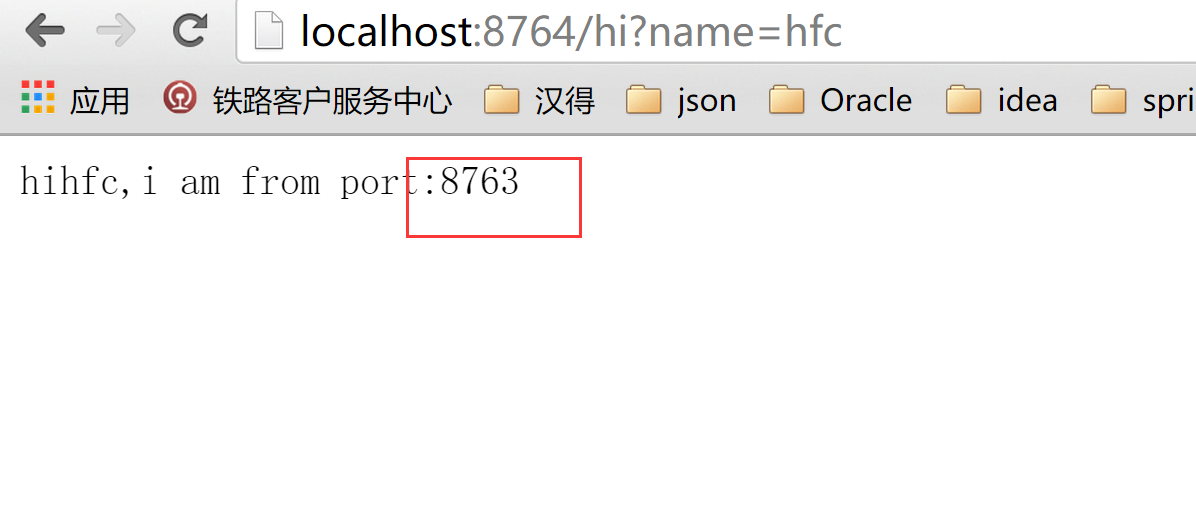 localhost:8764/hi?name=hfc
应用 铁路客户服务中心 汉得 json Oracle idea spri
hihfc,i am from port:8763